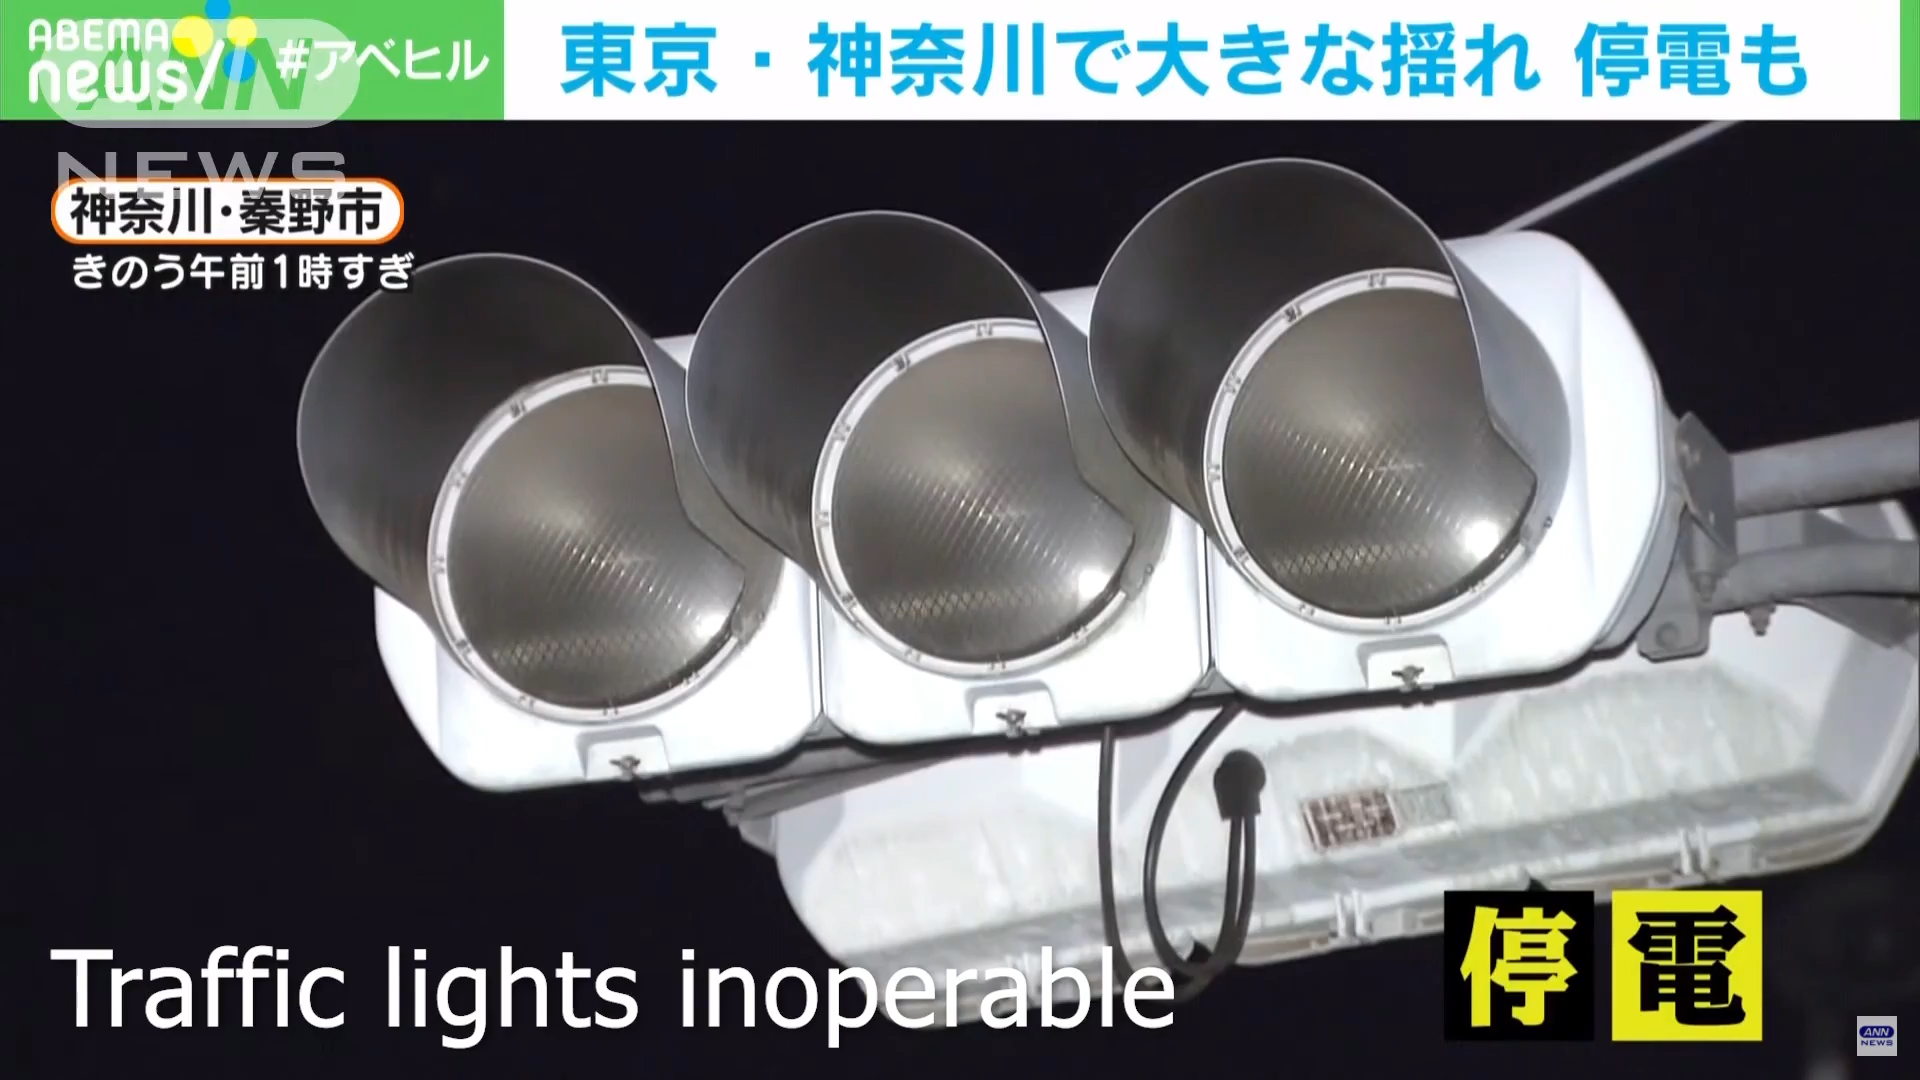 ABEMA
news/
ANN
NEWS
#アベヒル
東京・神奈川で大きな揺れ 停電も
神奈川・秦野市
きのう午前1時すぎ
停電
Traffic lights inoperable
ANN
NEWS